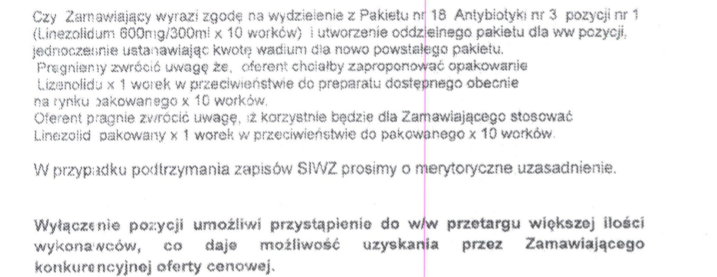 Czy Zamawiający wyrazi zgodę na wydzielenie z Pakietu nr 18 Antybiotyki nr 3 pozycji nr 1
(Linezolidum 600mg/300ml x 10 worków) i utworzenie oddzielnego pakietu dla ww pozycji,
jednocześnie ustanawiając kwotę wadium dla nowo powstałego pakietu.
Pragniemy zwrócić uwagę że, oferent chciałby zaproponować opakowanie
Lizenolidu x 1 worek w przeciwieństwie do preparatu dostępnego obecnie
na rynku pakowanego x 10 worków.
Oferent pragnie zwrócić uwagę, iż korzystnie będzie dla Zamawiającego stosować
Linezolid pakowany x 1 worek w przeciwieństwie do pakowanego x 10 worków.
W przypadku podtrzymania zapisów SIWZ prosimy o merytoryczne uzasadnienie.
Wyłączenie pozycji umożliwi przystąpienie do w/w przetargu większej ilości
wykonawców, co daje możliwość uzyskania przez Zamawiającego
konkurencyjnej oferty cenowej.